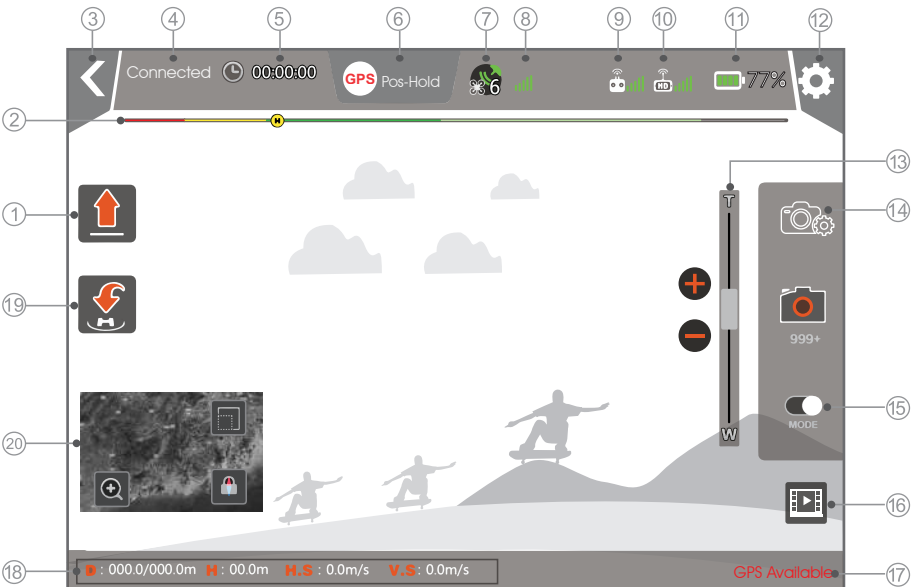 3 4 5 6 7 8 9 10 11 12
Connected 00:00:00 GPS Pos-Hold 6 HD 77%
2 H
13
1 T 14
19
999+
15
MODE
20 W
16
18 D : 000.0/000.0m H : 00.0m H.S : 0.0m/s V.S : 0.0m/s GPS Available 17